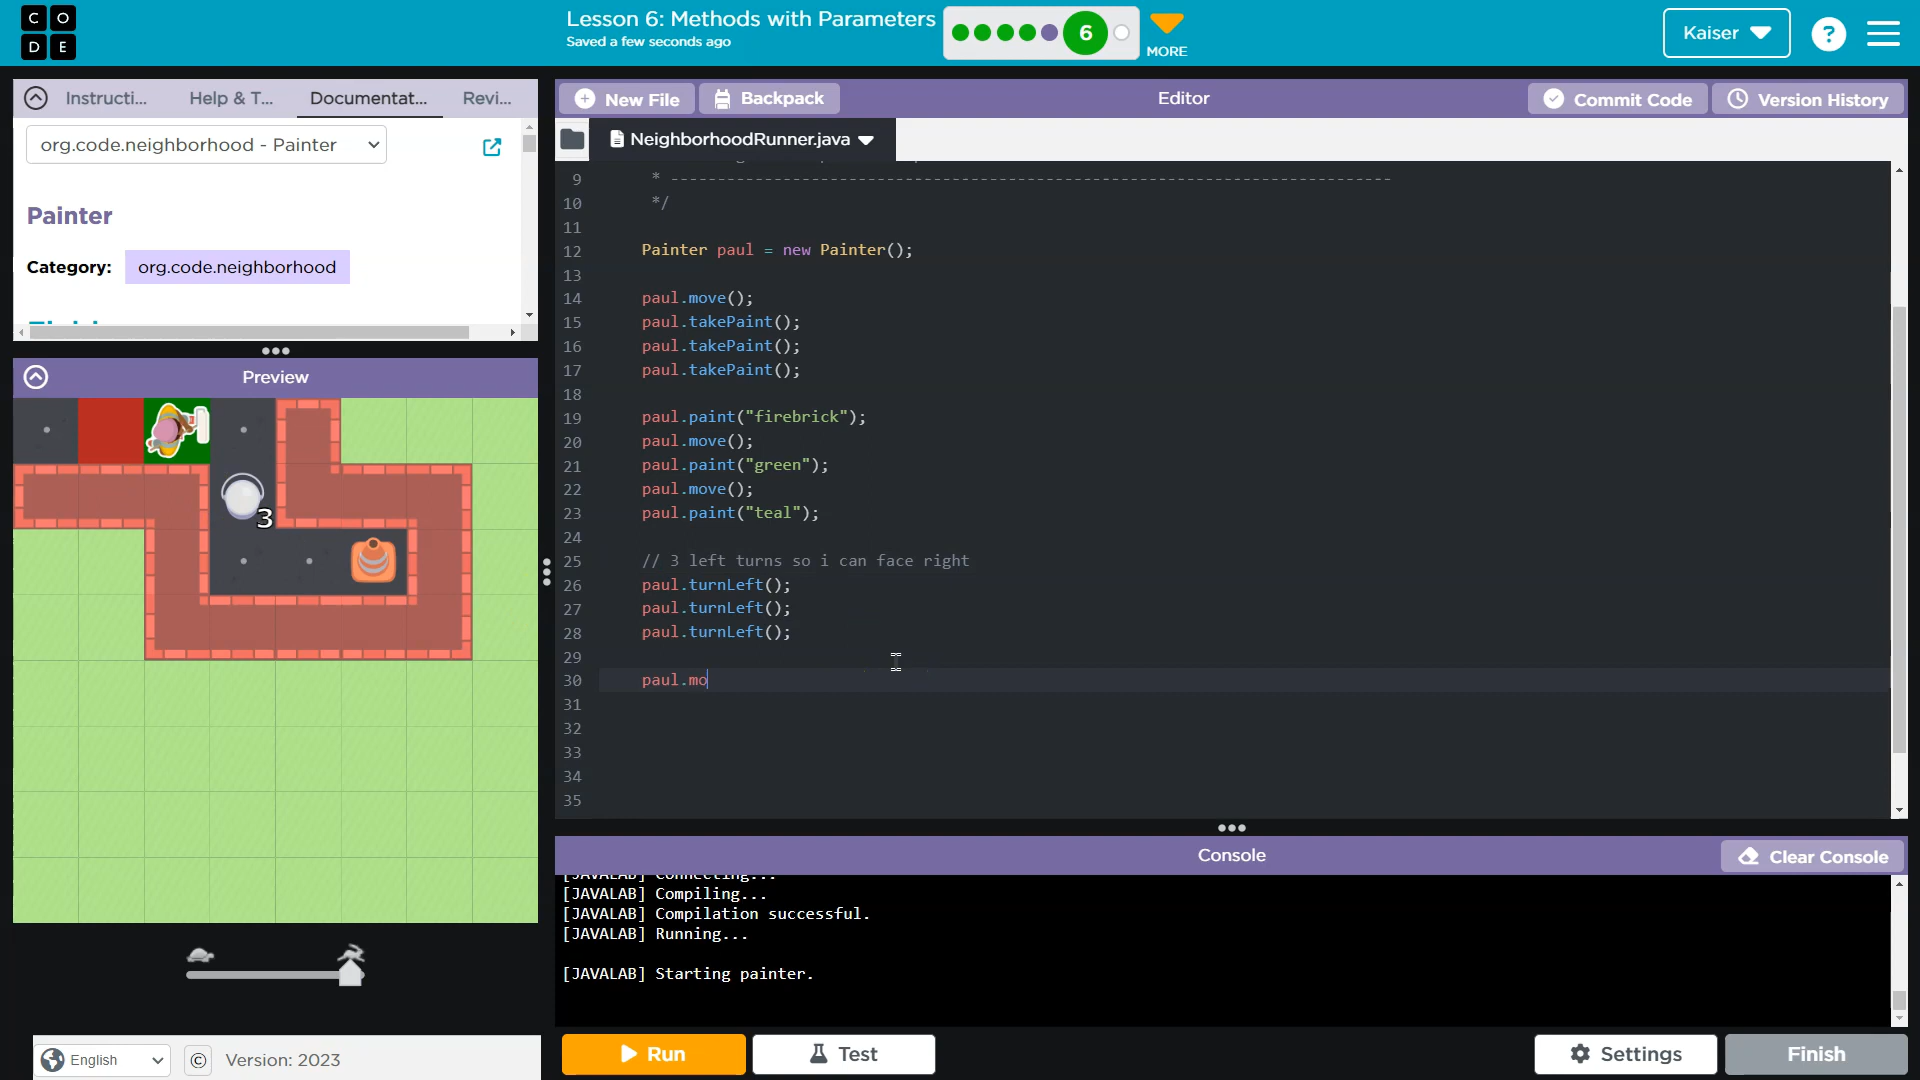 C O
D E
Lesson 6: Methods with Parameters
Saved a few seconds ago
6
MORE
Kaiser
?
Instructi...
Help & T...
Documentat...
Revi...
org.code.neighborhood - Painter
Painter
Category: org.code.neighborhood
Preview
3
New File
Backpack
Editor
Commit Code
Version History
NeighborhoodRunner.java
9 * -----------------------------------------------------------------------------
10 */
11
12 Painter paul = new Painter();
13
14 paul.move();
15 paul.takePaint();
16 paul.takePaint();
17 paul.takePaint();
18
19 paul.paint("firebrick");
20 paul.move();
21 paul.paint("green");
22 paul.move();
23 paul.paint("teal");
24
25 // 3 left turns so i can face right
26 paul.turnLeft();
27 paul.turnLeft();
28 paul.turnLeft();
29
30 paul.mo
31
32
33
34
35
Console
Clear Console
[JAVALAB] Connecting...
[JAVALAB] Compiling...
[JAVALAB] Compilation successful.
[JAVALAB] Running...
[JAVALAB] Starting painter.
English
©
Version: 2023
Run
Test
Settings
Finish